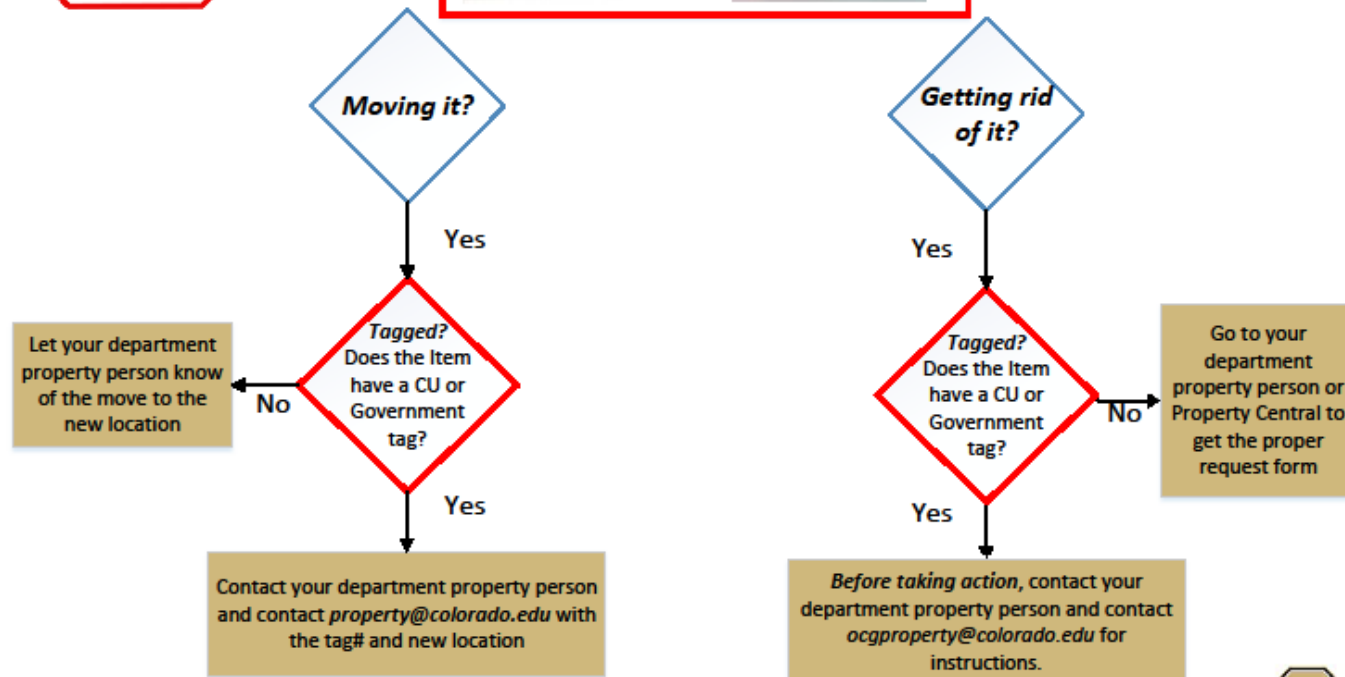 Moving it?
Getting rid
of it?
Yes
Yes
Tagged?
Does the Item
have a CU or
Government
tag?
Tagged?
Does the Item
have a CU or
Government
tag?
Let your department
property person know
of the move to the
new location
No
No
Go to your
department
property person or
Property Central to
get the proper
request form
Yes
Yes
Contact your department property person
and contact property@colorado.edu with
the tag# and new location
Before taking action, contact your
department property person and contact
ocgproperty@colorado.edu for
instructions.